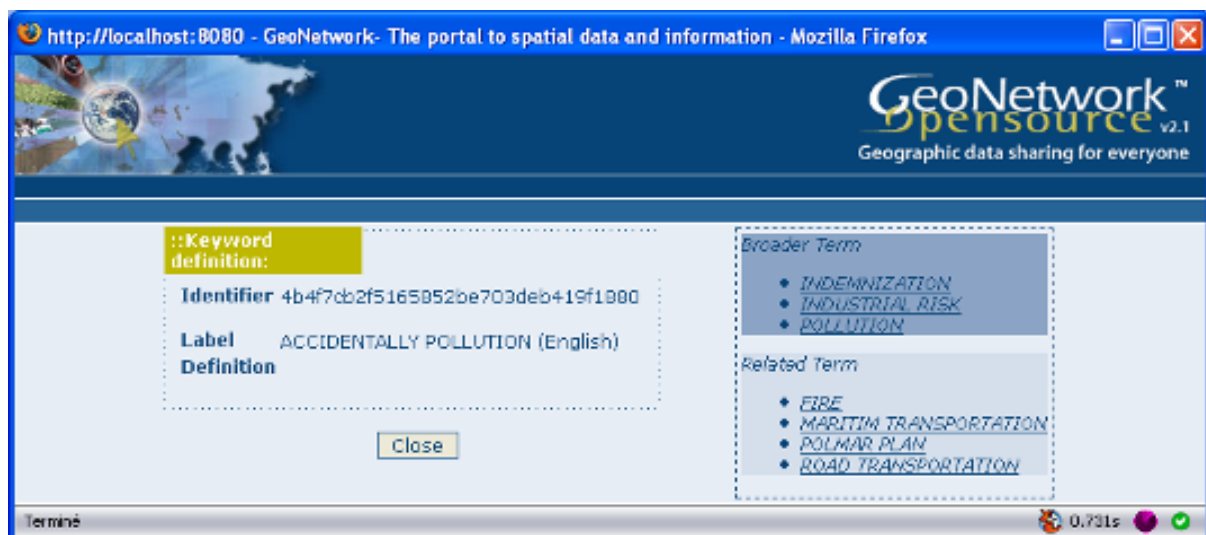 http://localhost:8080 - GeoNetwork- The portal to spatial data and information - Mozilla Firefox
GeoNetwork™
Opensource v2.1
Geographic data sharing for everyone
::Keyword
definition:
Identifier 4b4f7cb2f5165852be703deb419f1880
Label ACCIDENTALLY POLLUTION (English)
Definition
Close
Broader Term
INDEMNIZATION
INDUSTRIAL RISK
POLLUTION
Related Term
FIRE
MARITIM TRANSPORTATION
POLMAR PLAN
ROAD TRANSPORTATION
Terminé
0.731s